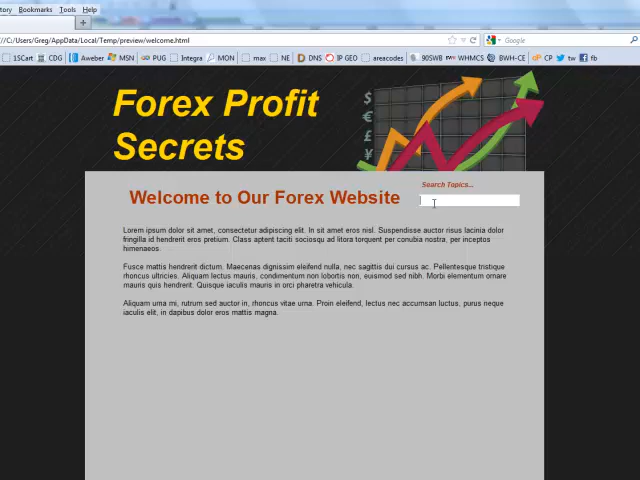 tory Bookmarks Tools Help
+
///C:/Users/Greg/AppData/Local/Temp/preview/welcome.html
Google
1SCart CDG Aweber MSN PUG Integra MON max NE DNS IP GEO areacodes 90SWB WHMCS BWH-CE CP tw fb
Forex Profit
Secrets
$
€
£
¥
Search Topics...
Welcome to Our Forex Website
Lorem ipsum dolor sit amet, consectetur adipiscing elit. In sit amet eros nisl. Suspendisse auctor risus lacinia dolor
fringilla id hendrerit eros pretium. Class aptent taciti sociosqu ad litora torquent per conubia nostra, per inceptos
himenaeos.
Fusce mattis hendrerit dictum. Maecenas dignissim eleifend nulla, nec sagittis dui cursus ac. Pellentesque tristique
rhoncus ultricies. Aliquam lectus mauris, condimentum non lobortis non, euismod sed nibh. Morbi elementum ornare
mauris quis hendrerit. Quisque iaculis mauris in orci pharetra vehicula.
Aliquam urna mi, rutrum sed auctor in, rhoncus vitae urna. Proin eleifend, lectus nec accumsan luctus, purus neque
iaculis elit, in dapibus dolor eros mattis magna.